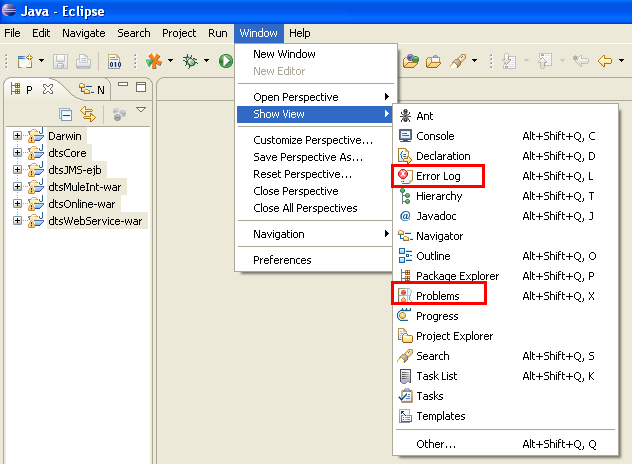 Java - Eclipse
File Edit Navigate Search Project Run Window Help
010
P N
Darwin
dtsCore
dtsJMS-ejb
dtsMuleInt-war
dtsOnline-war
dtsWebService-war
New Window
New Editor
Open Perspective
Show View
Customize Perspective...
Save Perspective As...
Reset Perspective...
Close Perspective
Close All Perspectives
Navigation
Preferences
Ant
Console Alt+Shift+Q, C
Declaration Alt+Shift+Q, D
Error Log Alt+Shift+Q, L
Hierarchy Alt+Shift+Q, T
@ Javadoc Alt+Shift+Q, J
Navigator
Outline Alt+Shift+Q, O
Package Explorer Alt+Shift+Q, P
Problems Alt+Shift+Q, X
Progress
Project Explorer
Search Alt+Shift+Q, S
Task List Alt+Shift+Q, K
Tasks
Templates
Other... Alt+Shift+Q, Q